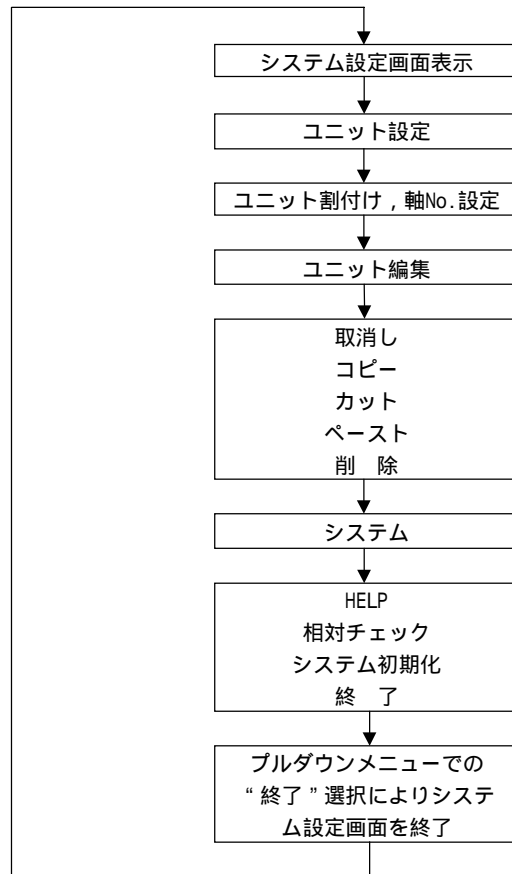 システム設定画面表示
ユニット設定
ユニット割付け，軸No.設定
ユニット編集
取消し
コピー
カット
ペースト
削　除
システム
HELP
相対チェック
システム初期化
終　了
プルダウンメニューでの
“終了”選択によりシステ
ム設定画面を終了